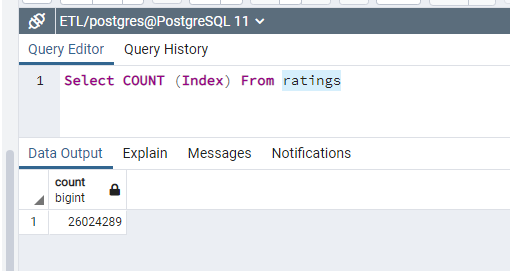 ETL/postgres@PostgreSQL 11
Query Editor Query History
1 Select COUNT (Index) From ratings
Data Output Explain Messages Notifications
count
bigint
1 26024289